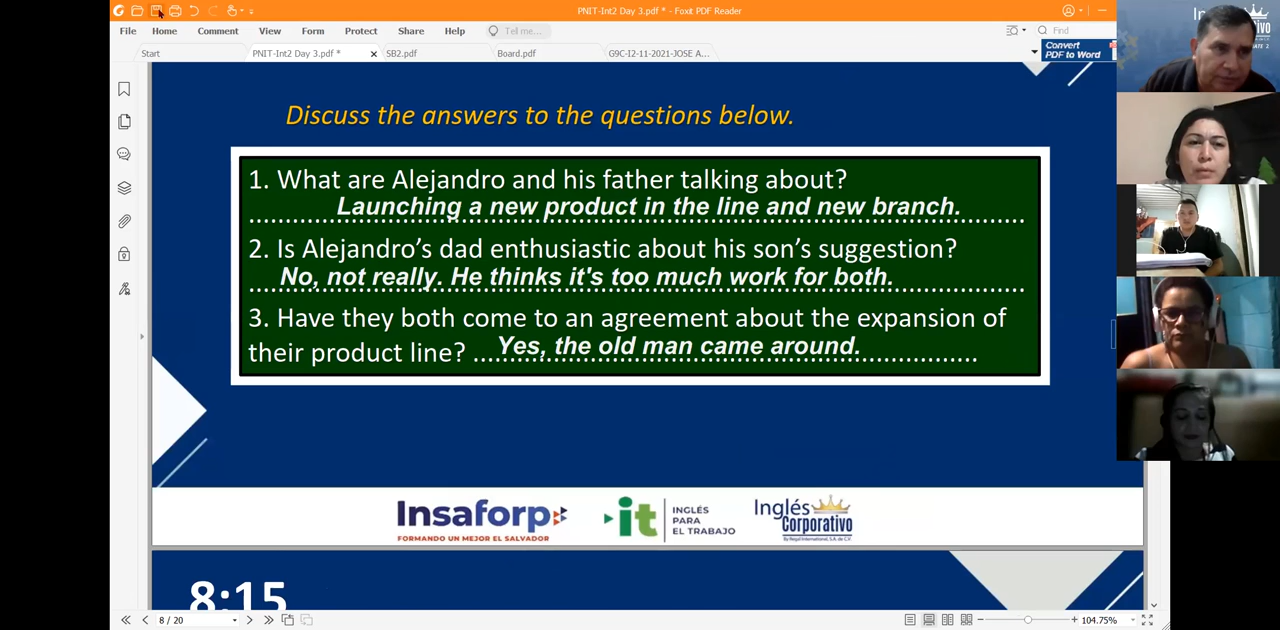 PNIT-Int2 Day 3.pdf * - Foxit PDF Reader
File Home Comment View Form Protect Share Help Tell me... Find
Start PNIT-Int2 Day 3.pdf * SB2.pdf Board.pdf G9C-I2-11-2021-JOSE A...
Convert
PDF to Word
Discuss the answers to the questions below.
1. What are Alejandro and his father talking about?
Launching a new product in the line and new branch.
2. Is Alejandro’s dad enthusiastic about his son’s suggestion?
No, not really. He thinks it's too much work for both.
3. Have they both come to an agreement about the expansion of
their product line? ... Yes, the old man came around.
Insaforp
FORMANDO UN MEJOR EL SALVADOR
it
INGLÉS
PARA
EL TRABAJO
Inglés
Corporativo
8:15
8 / 20
104.75%